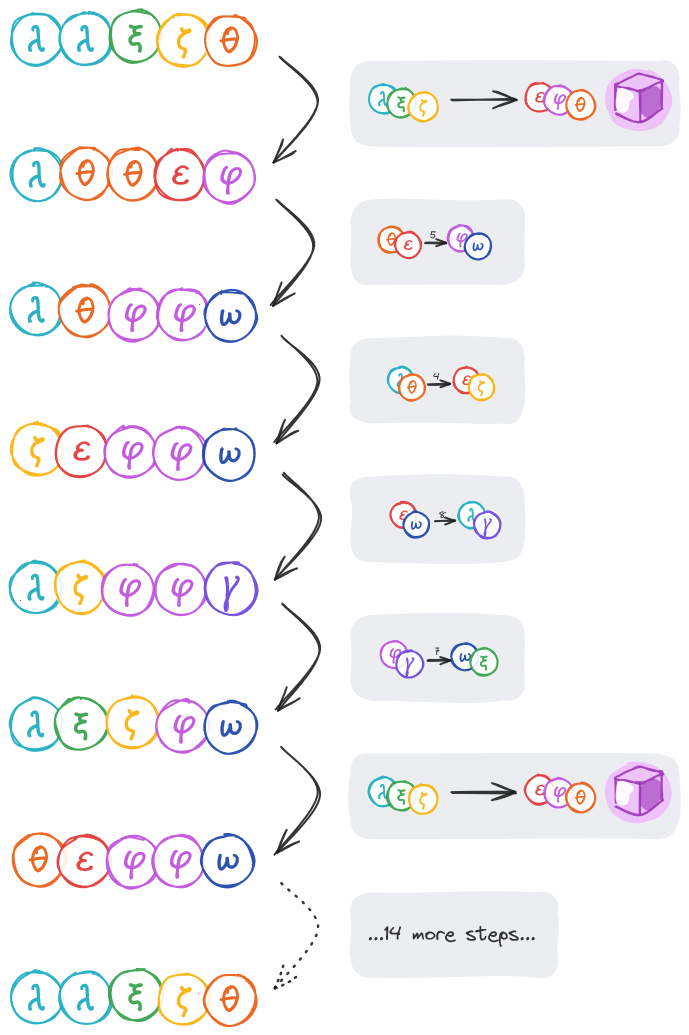 λ λ ξ ζ θ
λ ξ ζ ε φ θ
λ θ θ ε φ
θ ε 5 φ ω
λ θ φ φ ω
λ θ 4 ε ζ
ζ ε φ φ ω
ε ω 8 λ γ
λ ζ φ φ γ
φ γ 7 ω ξ
λ ξ ζ φ ω
λ ξ ζ ε φ θ
θ ε φ φ ω
...14 more steps...
λ λ ξ ζ θ